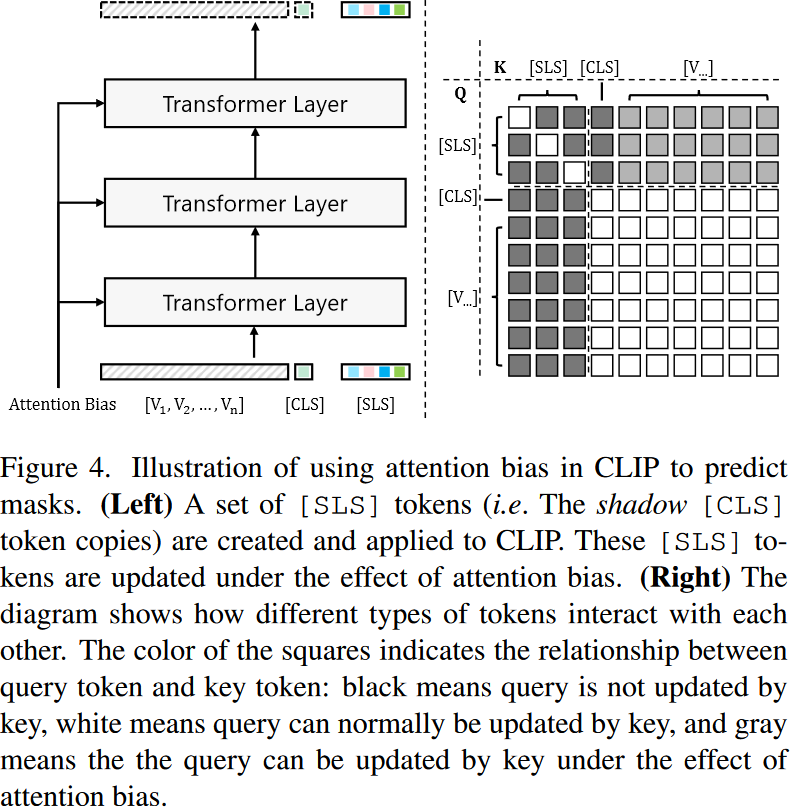 Transformer Layer
Transformer Layer
Transformer Layer
Attention Bias
[V₁, V₂, ..., Vₙ]
[CLS]
[SLS]
K
[SLS]
[CLS]
[V...]
Q
[SLS]
[CLS]
[V...]
Figure 4. Illustration of using attention bias in CLIP to predict
masks. (Left) A set of [SLS] tokens (i.e. The shadow [CLS]
token copies) are created and applied to CLIP. These [SLS] to-
kens are updated under the effect of attention bias. (Right) The
diagram shows how different types of tokens interact with each
other. The color of the squares indicates the relationship between
query token and key token: black means query is not updated by
key, white means query can normally be updated by key, and gray
means the the query can be updated by key under the effect of
attention bias.